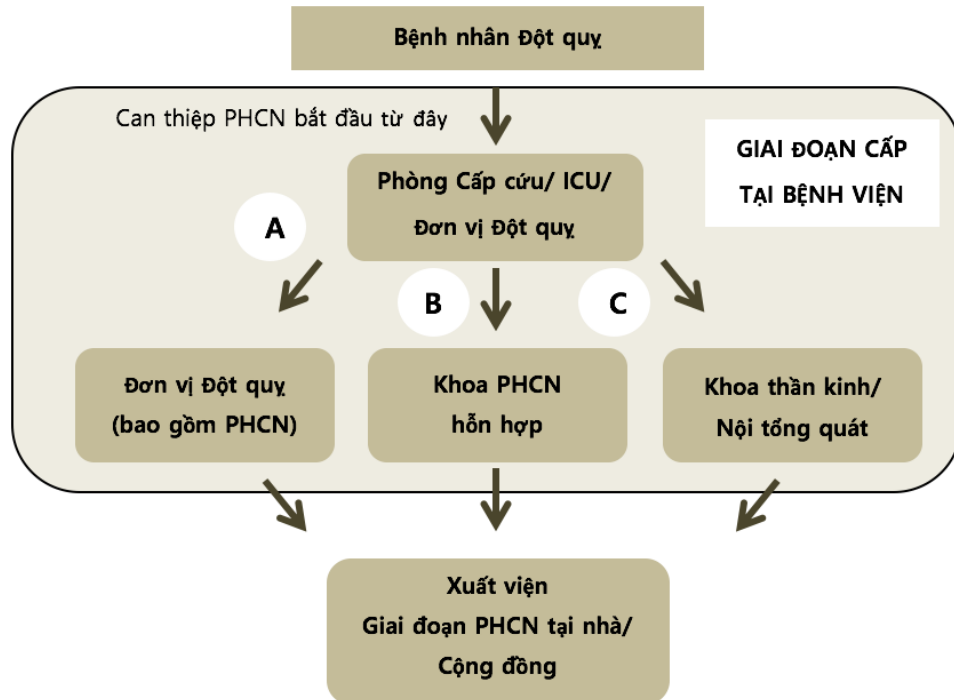 Bệnh nhân Đột quỵ
Can thiệp PHCN bắt đầu từ đây
GIAI ĐOẠN CẤP
TẠI BỆNH VIỆN
Phòng Cấp cứu/ ICU/
Đơn vị Đột quỵ
A
B
C
Đơn vị Đột quỵ
(bao gồm PHCN)
Khoa PHCN
hỗn hợp
Khoa thần kinh/
Nội tổng quát
Xuất viện
Giai đoạn PHCN tại nhà/
Cộng đồng